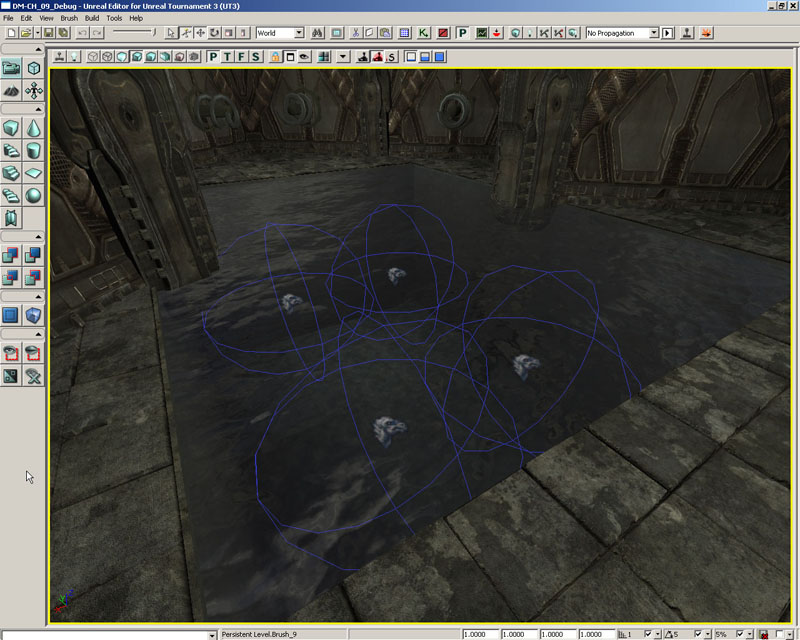 DM-CH_09_Debug - Unreal Editor for Unreal Tournament 3 (UT3)
File Edit View Brush Build Tools Help
World
K
P
No Propagation
P T F S
S
Persistent Level.Brush_9
1.0000 1.0000 1.0000 1.0000 1 5 5%